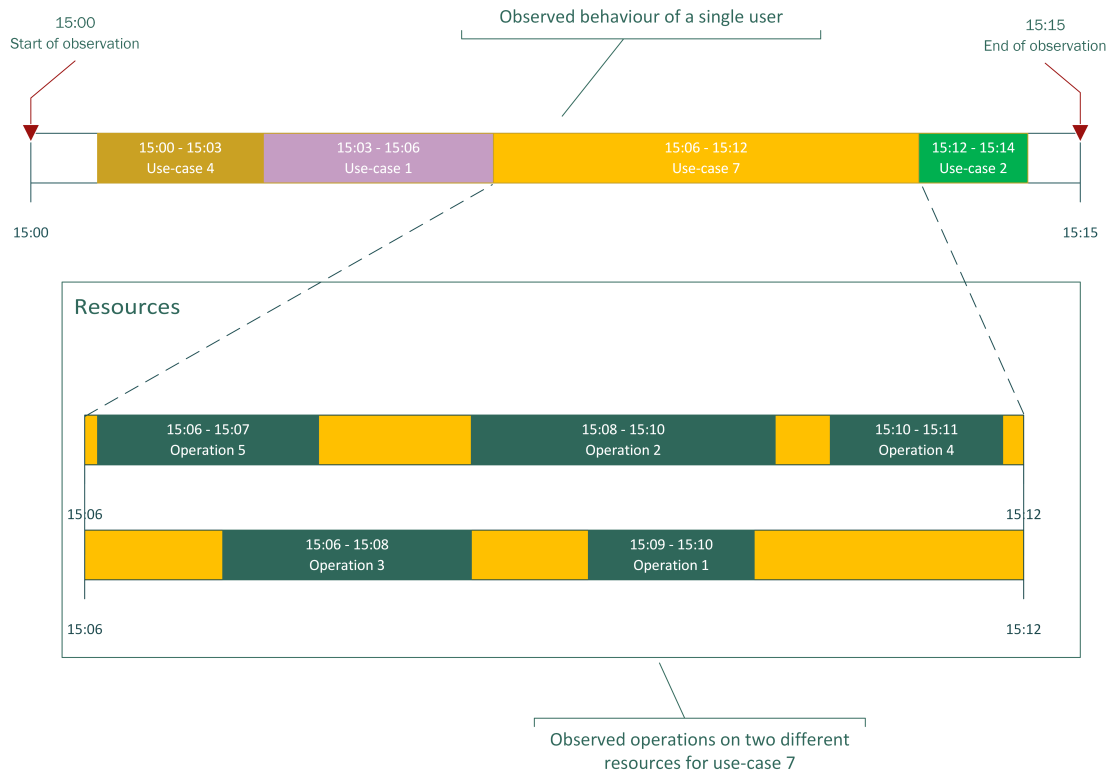 Observed behaviour of a single user
15:00
Start of observation
15:15
End of observation
15:00 - 15:03
Use-case 4
15:03 - 15:06
Use-case 1
15:06 - 15:12
Use-case 7
15:12 - 15:14
Use-case 2
15:00
15:15
Resources
15:06 - 15:07
Operation 5
15:08 - 15:10
Operation 2
15:10 - 15:11
Operation 4
15:06
15:12
15:06 - 15:08
Operation 3
15:09 - 15:10
Operation 1
15:06
15:12
Observed operations on two different
resources for use-case 7